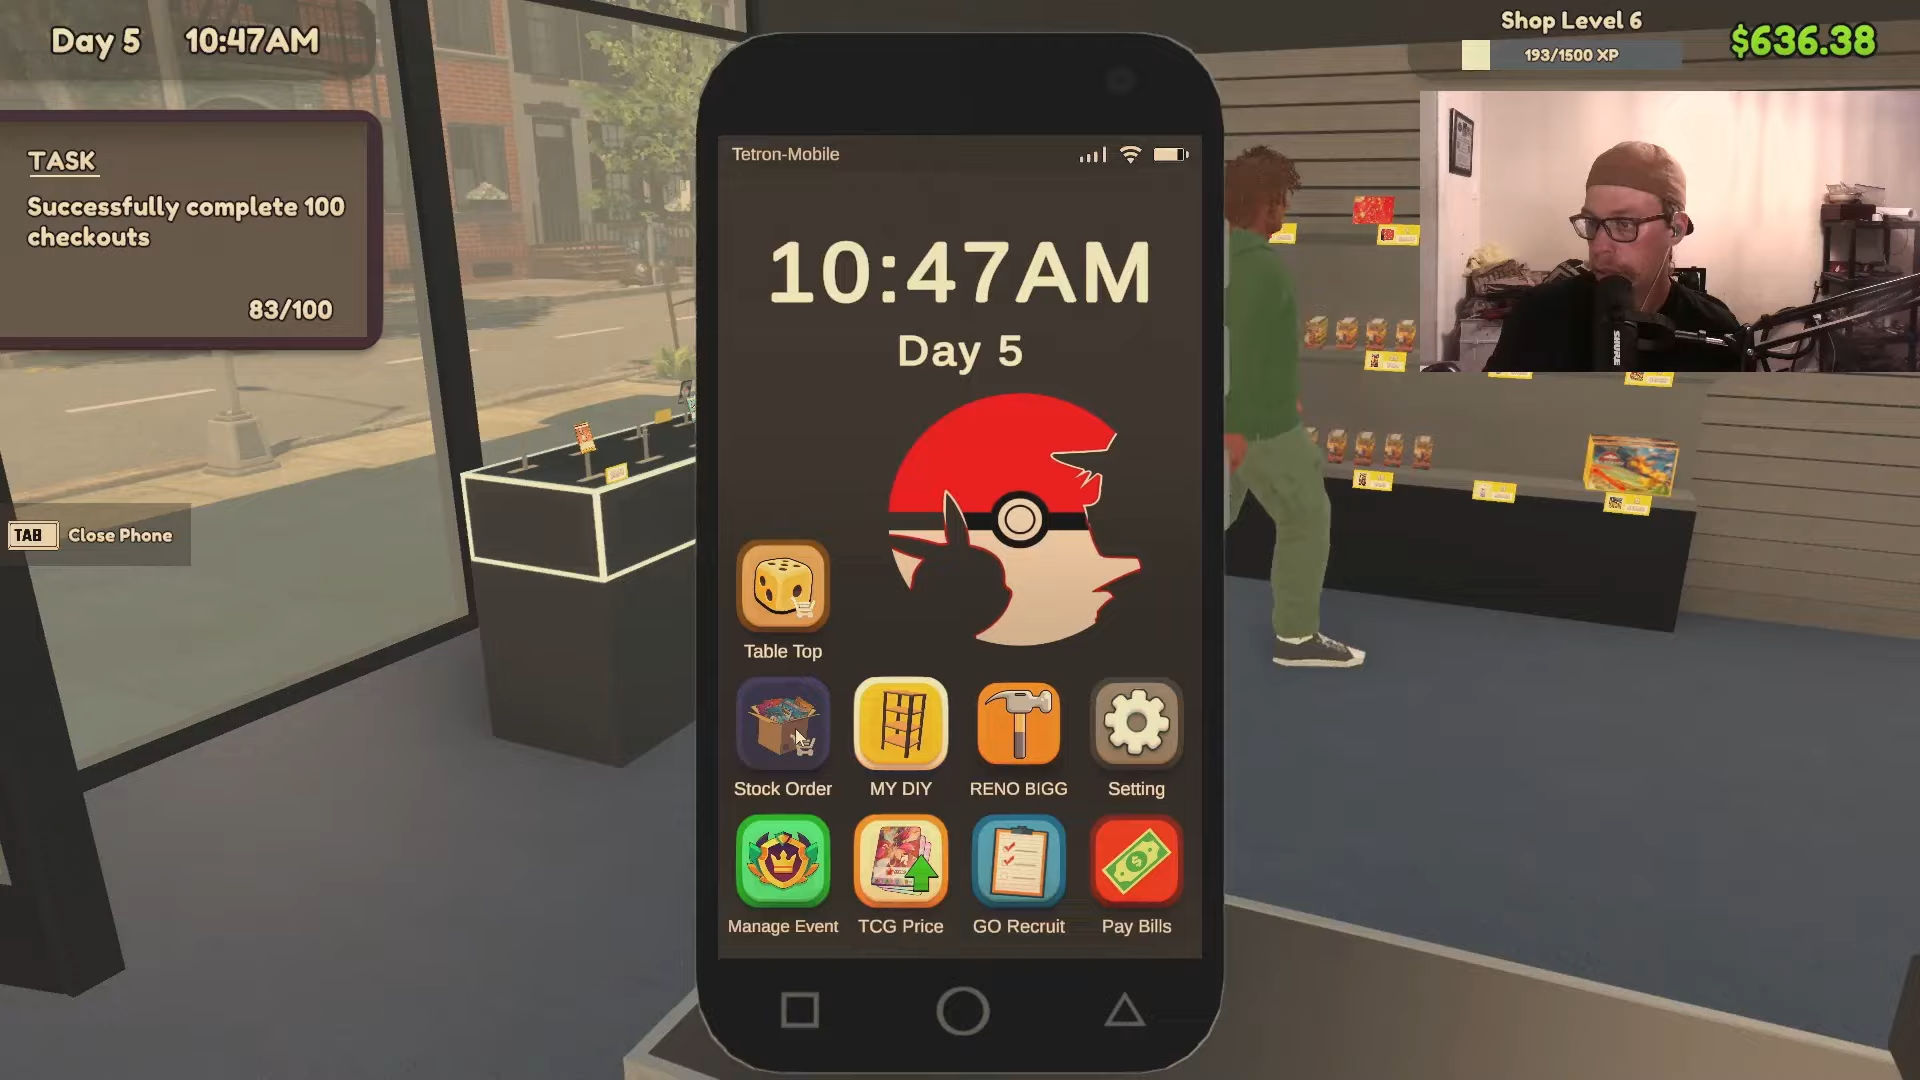 Day 5 10:47AM
Shop Level 6
193/1500 XP
$636.38
TASK
Successfully complete 100
checkouts
83/100
TAB Close Phone
Tetron-Mobile
10:47AM
Day 5
Table Top
Stock Order
MY DIY
RENO BIGG
Setting
Manage Event
TCG Price
GO Recruit
Pay Bills
SHURE